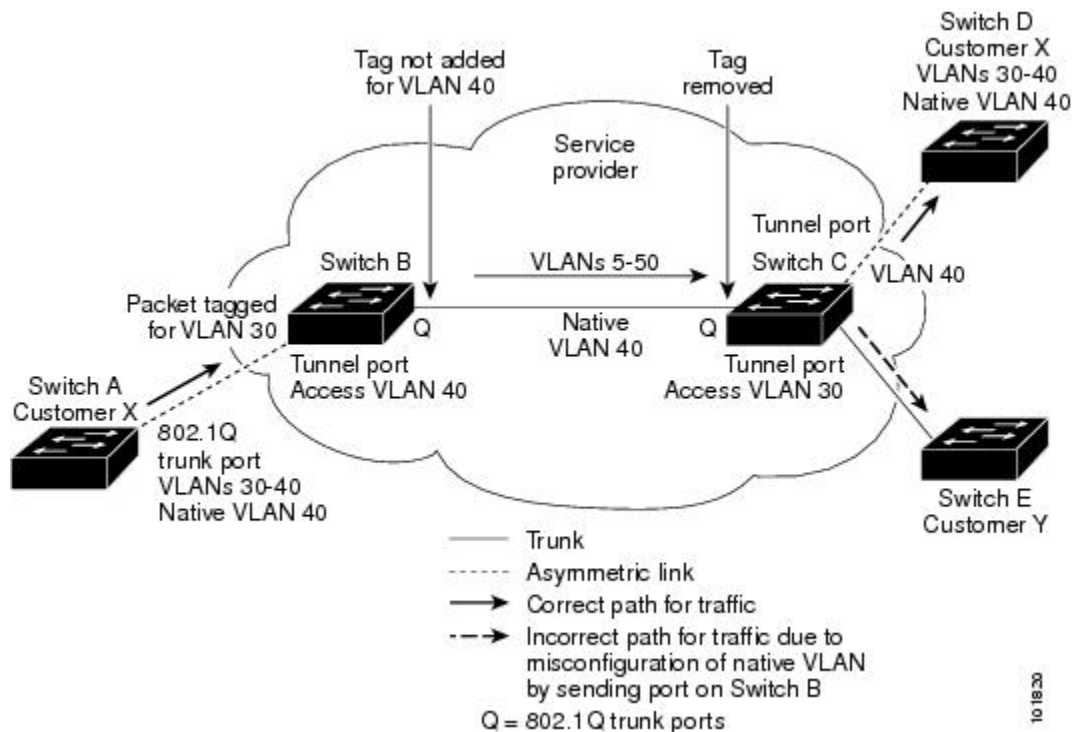 Tag not added
for VLAN 40
Tag
removed
Switch D
Customer X
VLANs 30-40
Native VLAN 40
Service
provider
Tunnel port
Switch B
VLANs 5-50
Switch C
VLAN 40
Packet tagged
for VLAN 30
Q
Native
VLAN 40
Q
Tunnel port
Access VLAN 40
Tunnel port
Access VLAN 30
Switch A
Customer X
802.1Q
trunk port
VLANs 30-40
Native VLAN 40
Switch E
Customer Y
Trunk
Asymmetric link
Correct path for traffic
Incorrect path for traffic due to
misconfiguration of native VLAN
by sending port on Switch B
Q = 802.1Q trunk ports
101820